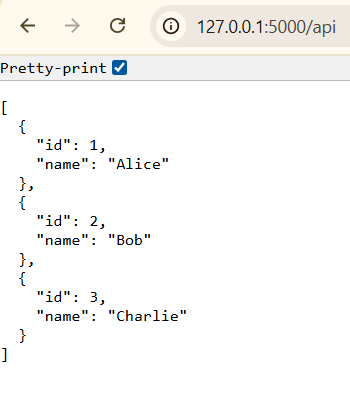 127.0.0.1:5000/api
Pretty-print
[
  {
    "id": 1,
    "name": "Alice"
  },
  {
    "id": 2,
    "name": "Bob"
  },
  {
    "id": 3,
    "name": "Charlie"
  }
]